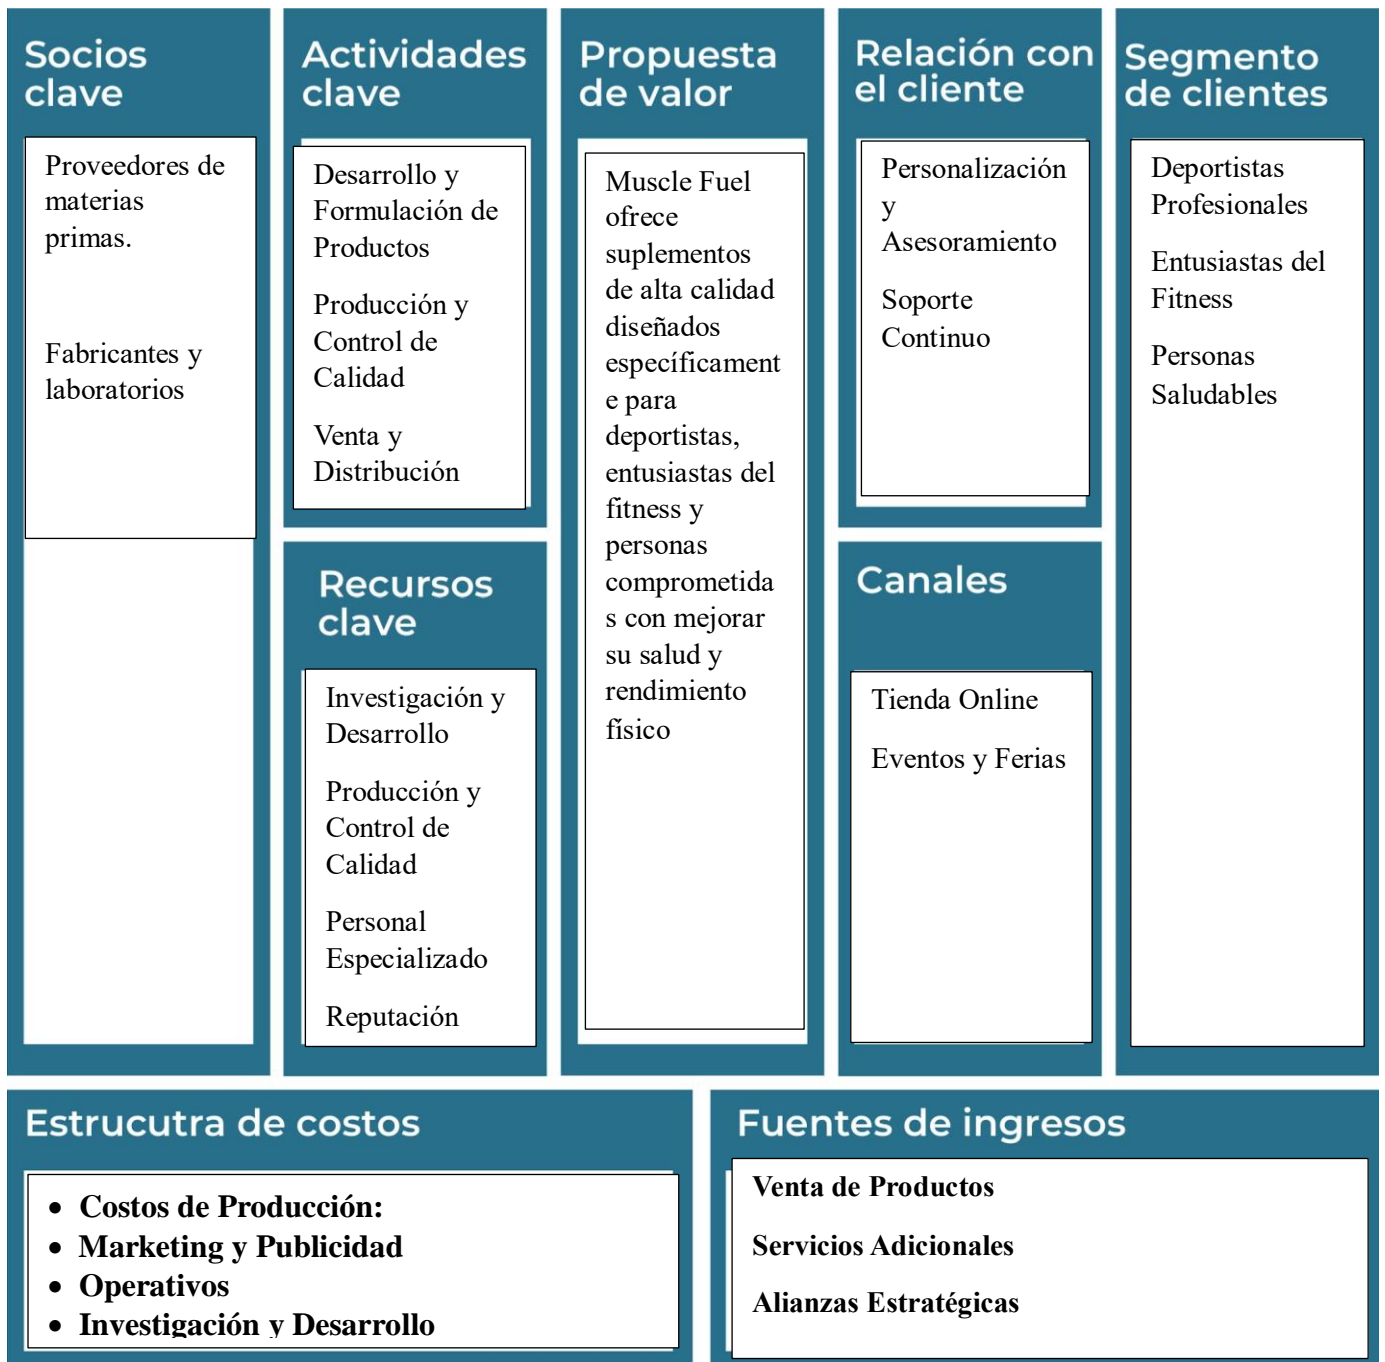 Socios
clave
Proveedores de
materias
primas.
Fabricantes y
laboratorios
Actividades
clave
Desarrollo y
Formulación de
Productos
Producción y
Control de
Calidad
Venta y
Distribución
Recursos
clave
Investigación y
Desarrollo
Producción y
Control de
Calidad
Personal
Especializado
Reputación
Propuesta
de valor
Muscle Fuel
ofrece
suplementos
de alta calidad
diseñados
específicament
e para
deportistas,
entusiastas del
fitness y
personas
comprometida
s con mejorar
su salud y
rendimiento
físico
Relación con
el cliente
Personalización
y
Asesoramiento
Soporte
Continuo
Canales
Tienda Online
Eventos y Ferias
Segmento
de clientes
Deportistas
Profesionales
Entusiastas del
Fitness
Personas
Saludables
Estrucutra de costos
• Costos de Producción:
• Marketing y Publicidad
• Operativos
• Investigación y Desarrollo
Fuentes de ingresos
Venta de Productos
Servicios Adicionales
Alianzas Estratégicas